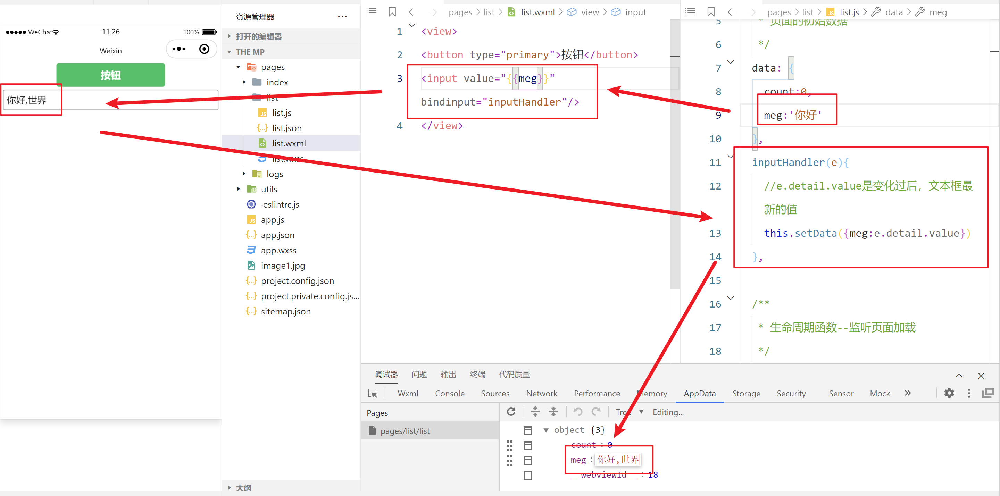 WeChat
11:26
100%
Weixin
按钮
你好,世界
资源管理器
打开的编辑器
THE MP
pages
index
list
list.js
list.json
list.wxml
list.wxss
logs
utils
.eslintrc.js
app.js
app.json
app.wxss
image1.jpg
project.config.json
project.private.config.js...
sitemap.json
大纲
pages > list > list.wxml > view > input
1 <view>
2 <button type="primary">按钮</button>
3 <input value="{{meg}}"
bindinput="inputHandler"/>
4 </view>
pages > list > list.js > data > meg
5 * 页面的初始数据
6 */
7 data: {
8 count:0,
9 meg:'你好'
10 },
11 inputHandler(e){
12 //e.detail.value是变化过后，文本框最
新的值
13 this.setData({meg:e.detail.value})
14 },
15
16 /**
17 * 生命周期函数--监听页面加载
18 */
调试器 问题 输出 终端 代码质量
Wxml Console Sources Network Performance Memory AppData Storage Security Sensor Mock »
Pages
pages/list/list
Tree Editing...
object {3}
count : 0
meg : 你好,世界
__webviewId__ : 18